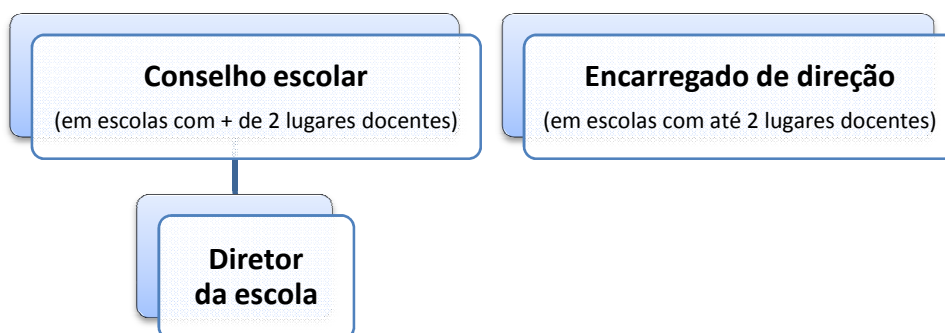 Conselho escolar
(em escolas com + de 2 lugares docentes)
Encarregado de direção
(em escolas com até 2 lugares docentes)
Diretor
da escola